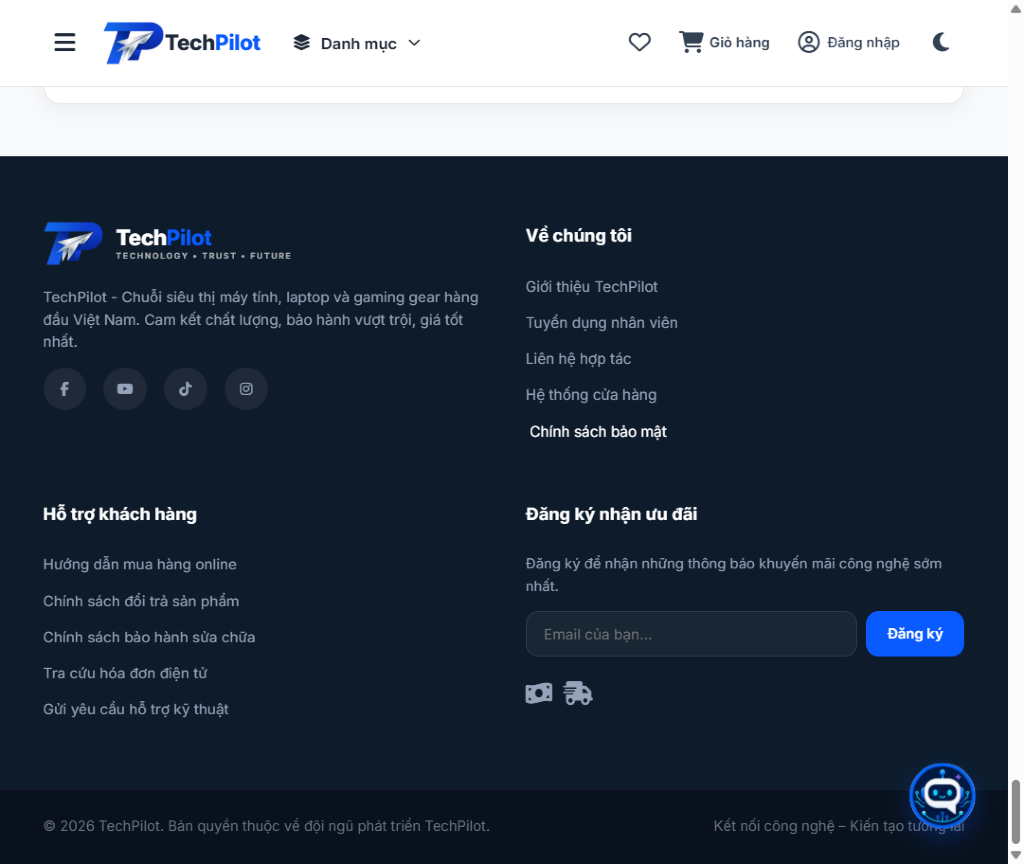 TechPilot
Danh mục
Giỏ hàng
Đăng nhập
TechPilot
TECHNOLOGY • TRUST • FUTURE
TechPilot - Chuỗi siêu thị máy tính, laptop và gaming gear hàng
đầu Việt Nam. Cam kết chất lượng, bảo hành vượt trội, giá tốt
nhất.
Về chúng tôi
Giới thiệu TechPilot
Tuyển dụng nhân viên
Liên hệ hợp tác
Hệ thống cửa hàng
Chính sách bảo mật
Hỗ trợ khách hàng
Hướng dẫn mua hàng online
Chính sách đổi trả sản phẩm
Chính sách bảo hành sửa chữa
Tra cứu hóa đơn điện tử
Gửi yêu cầu hỗ trợ kỹ thuật
Đăng ký nhận ưu đãi
Đăng ký để nhận những thông báo khuyến mãi công nghệ sớm
nhất.
Email của bạn...
Đăng ký
© 2026 TechPilot. Bản quyền thuộc về đội ngũ phát triển TechPilot.
Kết nối công nghệ – Kiến tạo tương lai